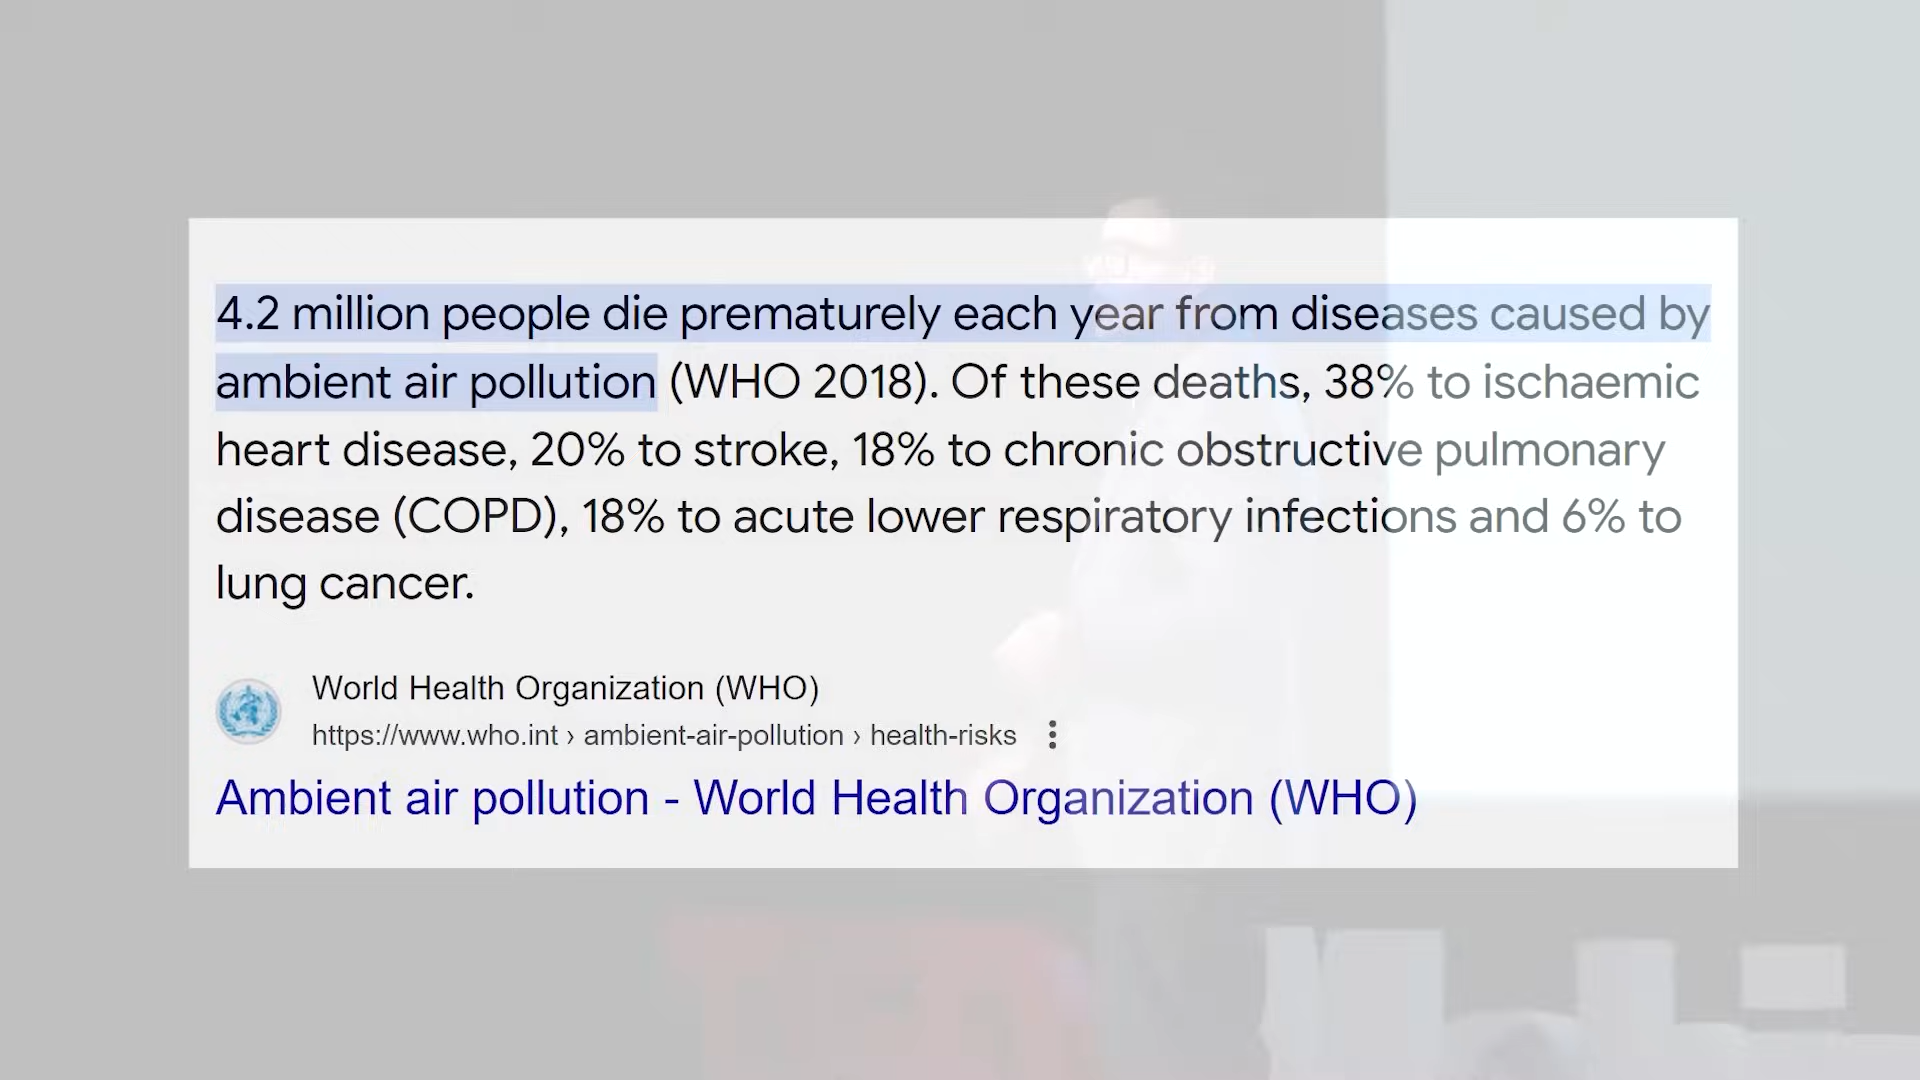 4.2 million people die prematurely each year from diseases caused by
ambient air pollution (WHO 2018). Of these deaths, 38% to ischaemic
heart disease, 20% to stroke, 18% to chronic obstructive pulmonary
disease (COPD), 18% to acute lower respiratory infections and 6% to
lung cancer.
World Health Organization (WHO)
https://www.who.int › ambient-air-pollution › health-risks
Ambient air pollution - World Health Organization (WHO)